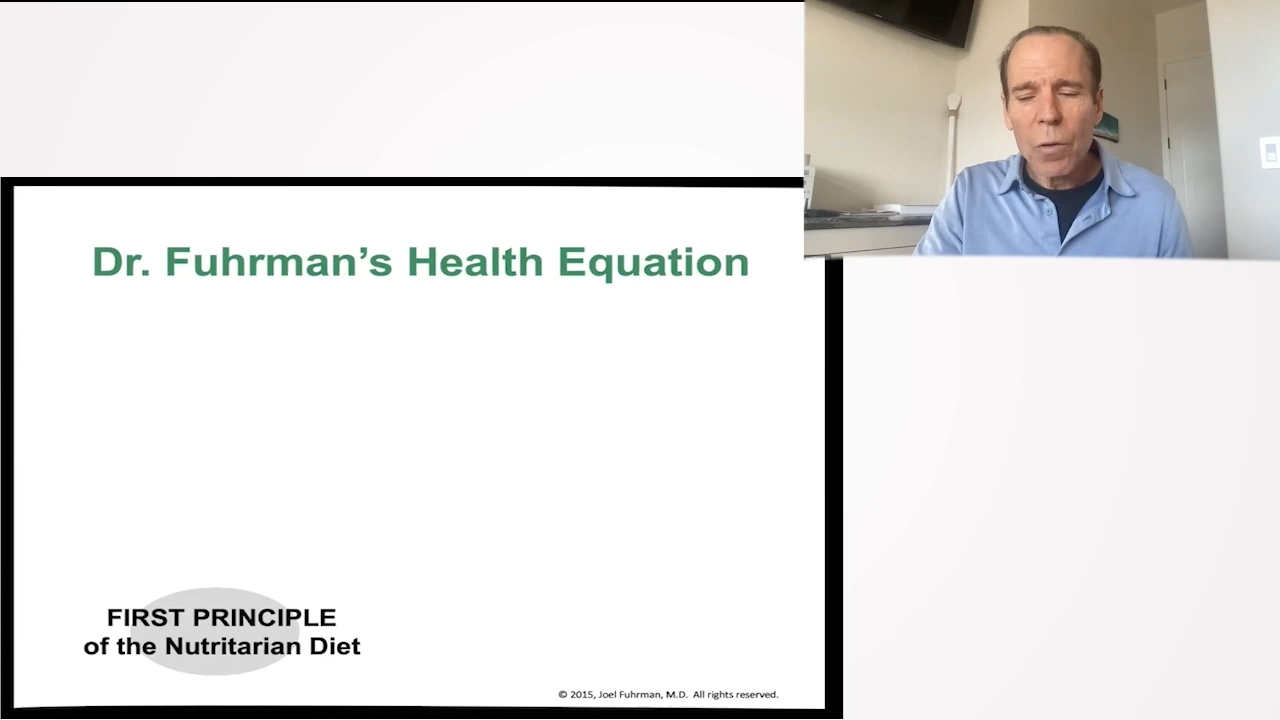 Dr. Fuhrman’s Health Equation
FIRST PRINCIPLE
of the Nutritarian Diet
© 2015, Joel Fuhrman, M.D. All rights reserved.